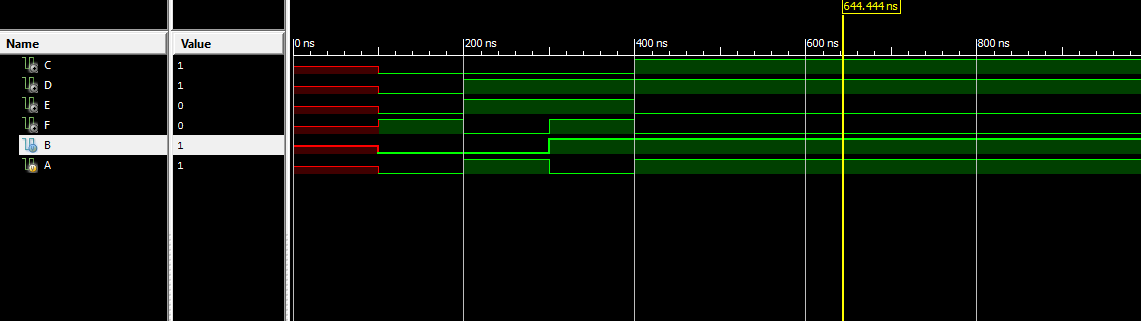 644.444 ns
Name Value 0 ns 200 ns 400 ns 600 ns 800 ns
C 1
D 1
E 0
F 0
B 1
A 1